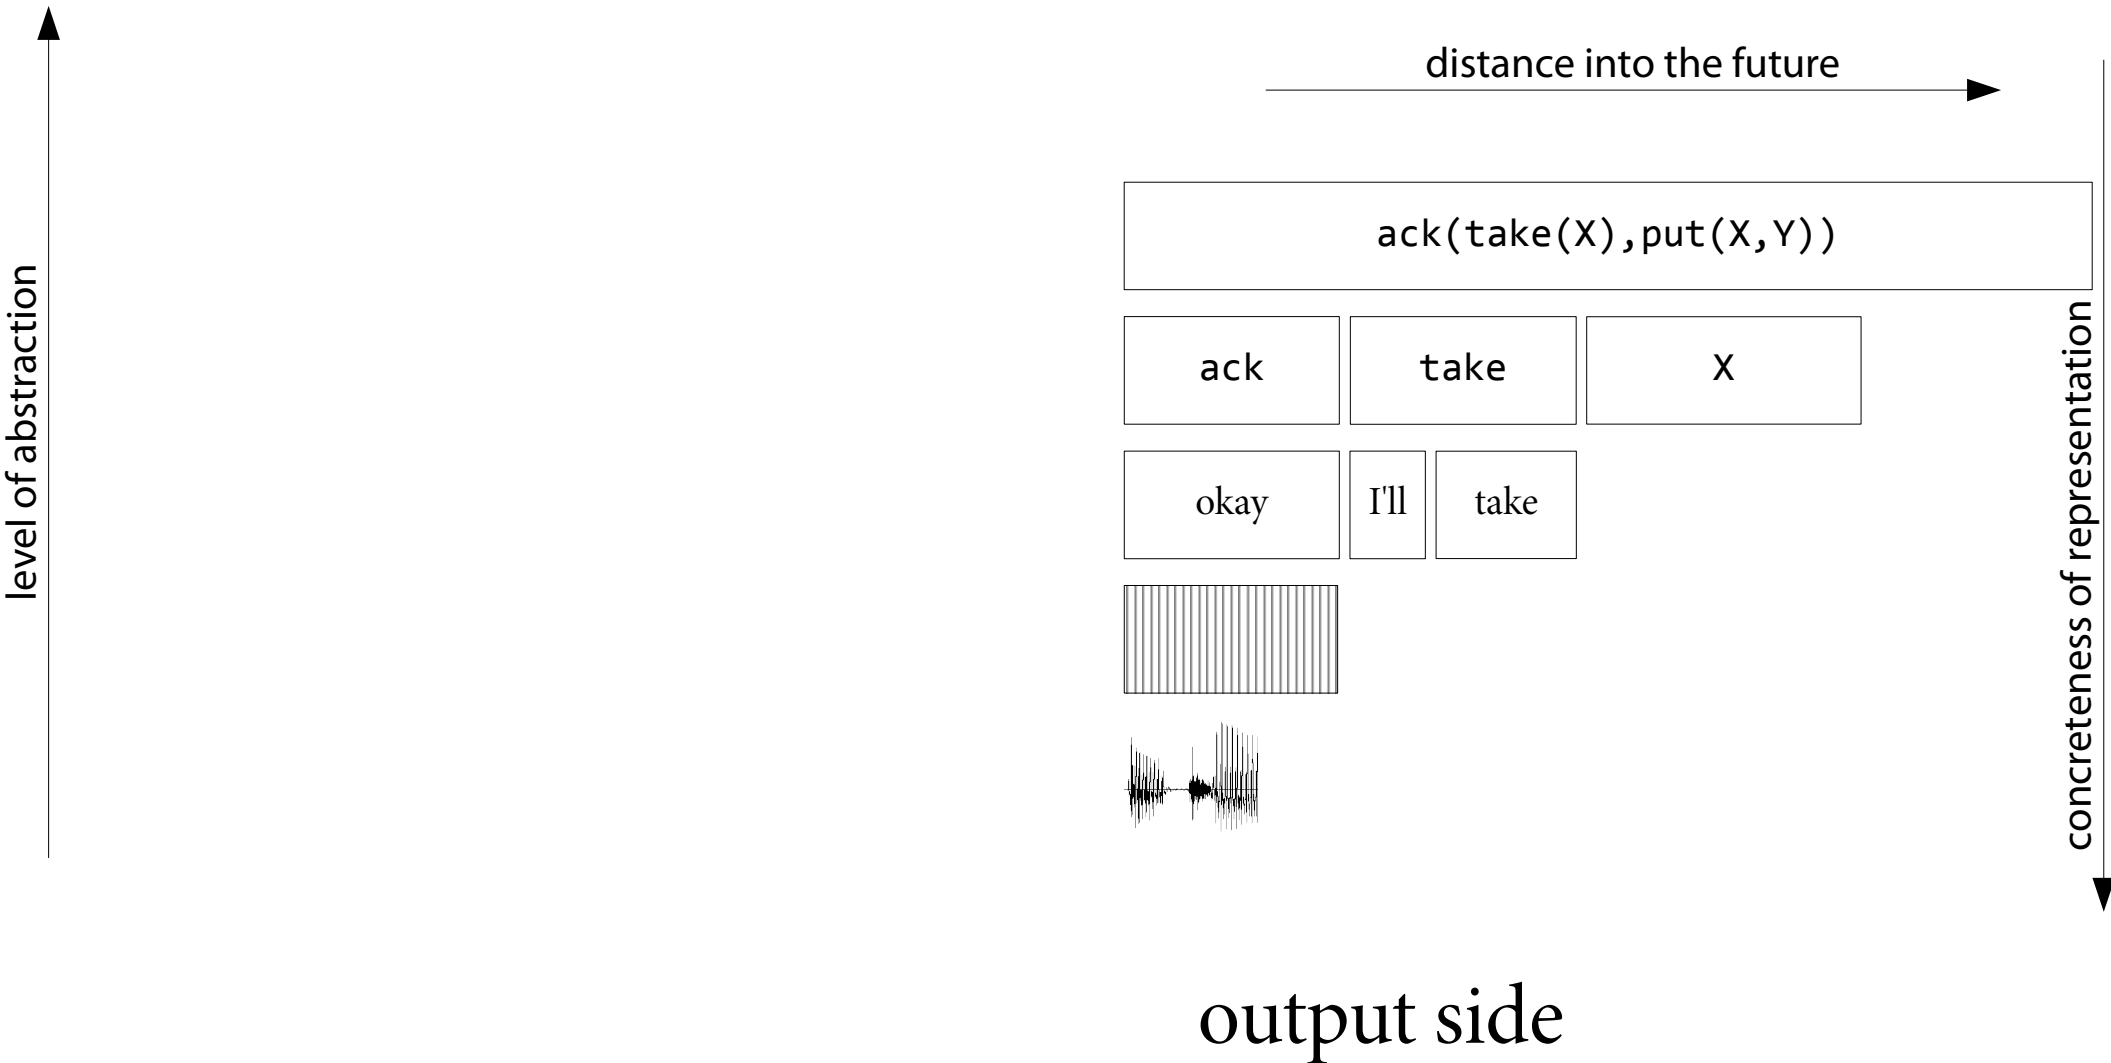 distance into the future
level of abstraction
ack(take(X),put(X,Y))
ack take X
okay I'll take
concreteness of representation
output side